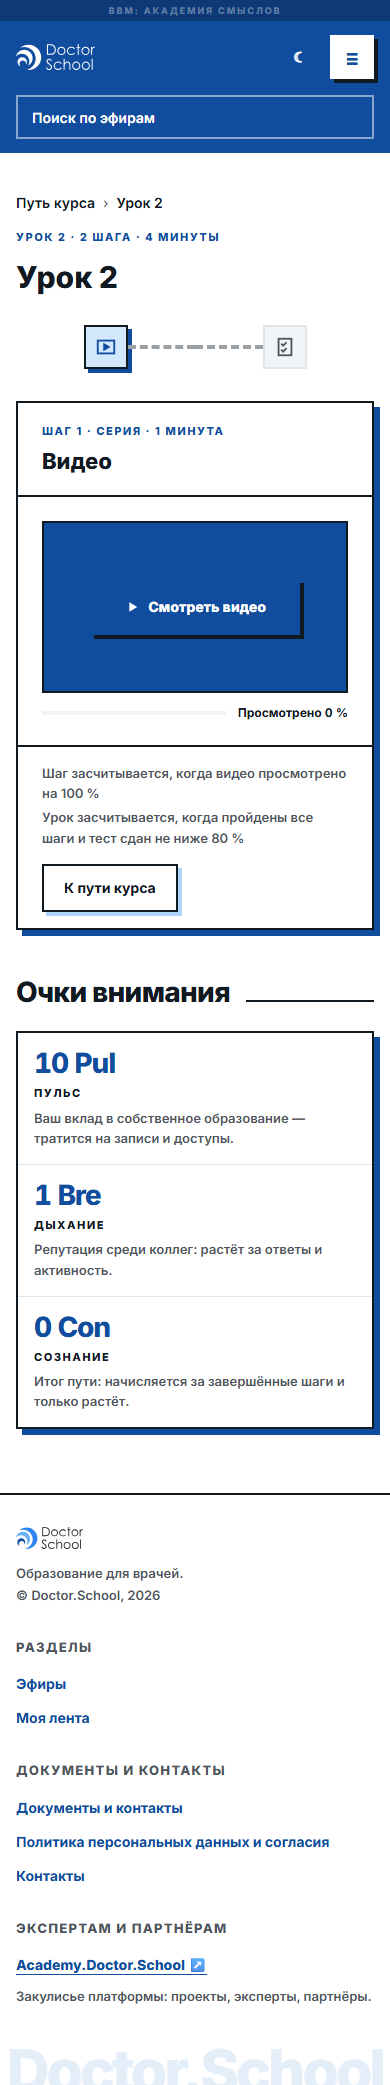 ВВМ: АКАДЕМИЯ СМЫСЛОВ
Doctor
School
Поиск по эфирам
Путь курса › Урок 2
УРОК 2 · 2 ШАГА · 4 МИНУТЫ
Урок 2
ШАГ 1 · СЕРИЯ · 1 МИНУТА
Видео
Смотреть видео
Просмотрено 0 %
Шаг засчитывается, когда видео просмотрено
на 100 %
Урок засчитывается, когда пройдены все
шаги и тест сдан не ниже 80 %
К пути курса
Очки внимания
10 Pul
ПУЛЬС
Ваш вклад в собственное образование —
тратится на записи и доступы.
1 Bre
ДЫХАНИЕ
Репутация среди коллег: растёт за ответы и
активность.
0 Con
СОЗНАНИЕ
Итог пути: начисляется за завершённые шаги и
только растёт.
Doctor
School
Образование для врачей.
© Doctor.School, 2026
РАЗДЕЛЫ
Эфиры
Моя лента
ДОКУМЕНТЫ И КОНТАКТЫ
Документы и контакты
Политика персональных данных и согласия
Контакты
ЭКСПЕРТАМ И ПАРТНЁРАМ
Academy.Doctor.School ↗
Закулисье платформы: проекты, эксперты, партнёры.
Doctor.School